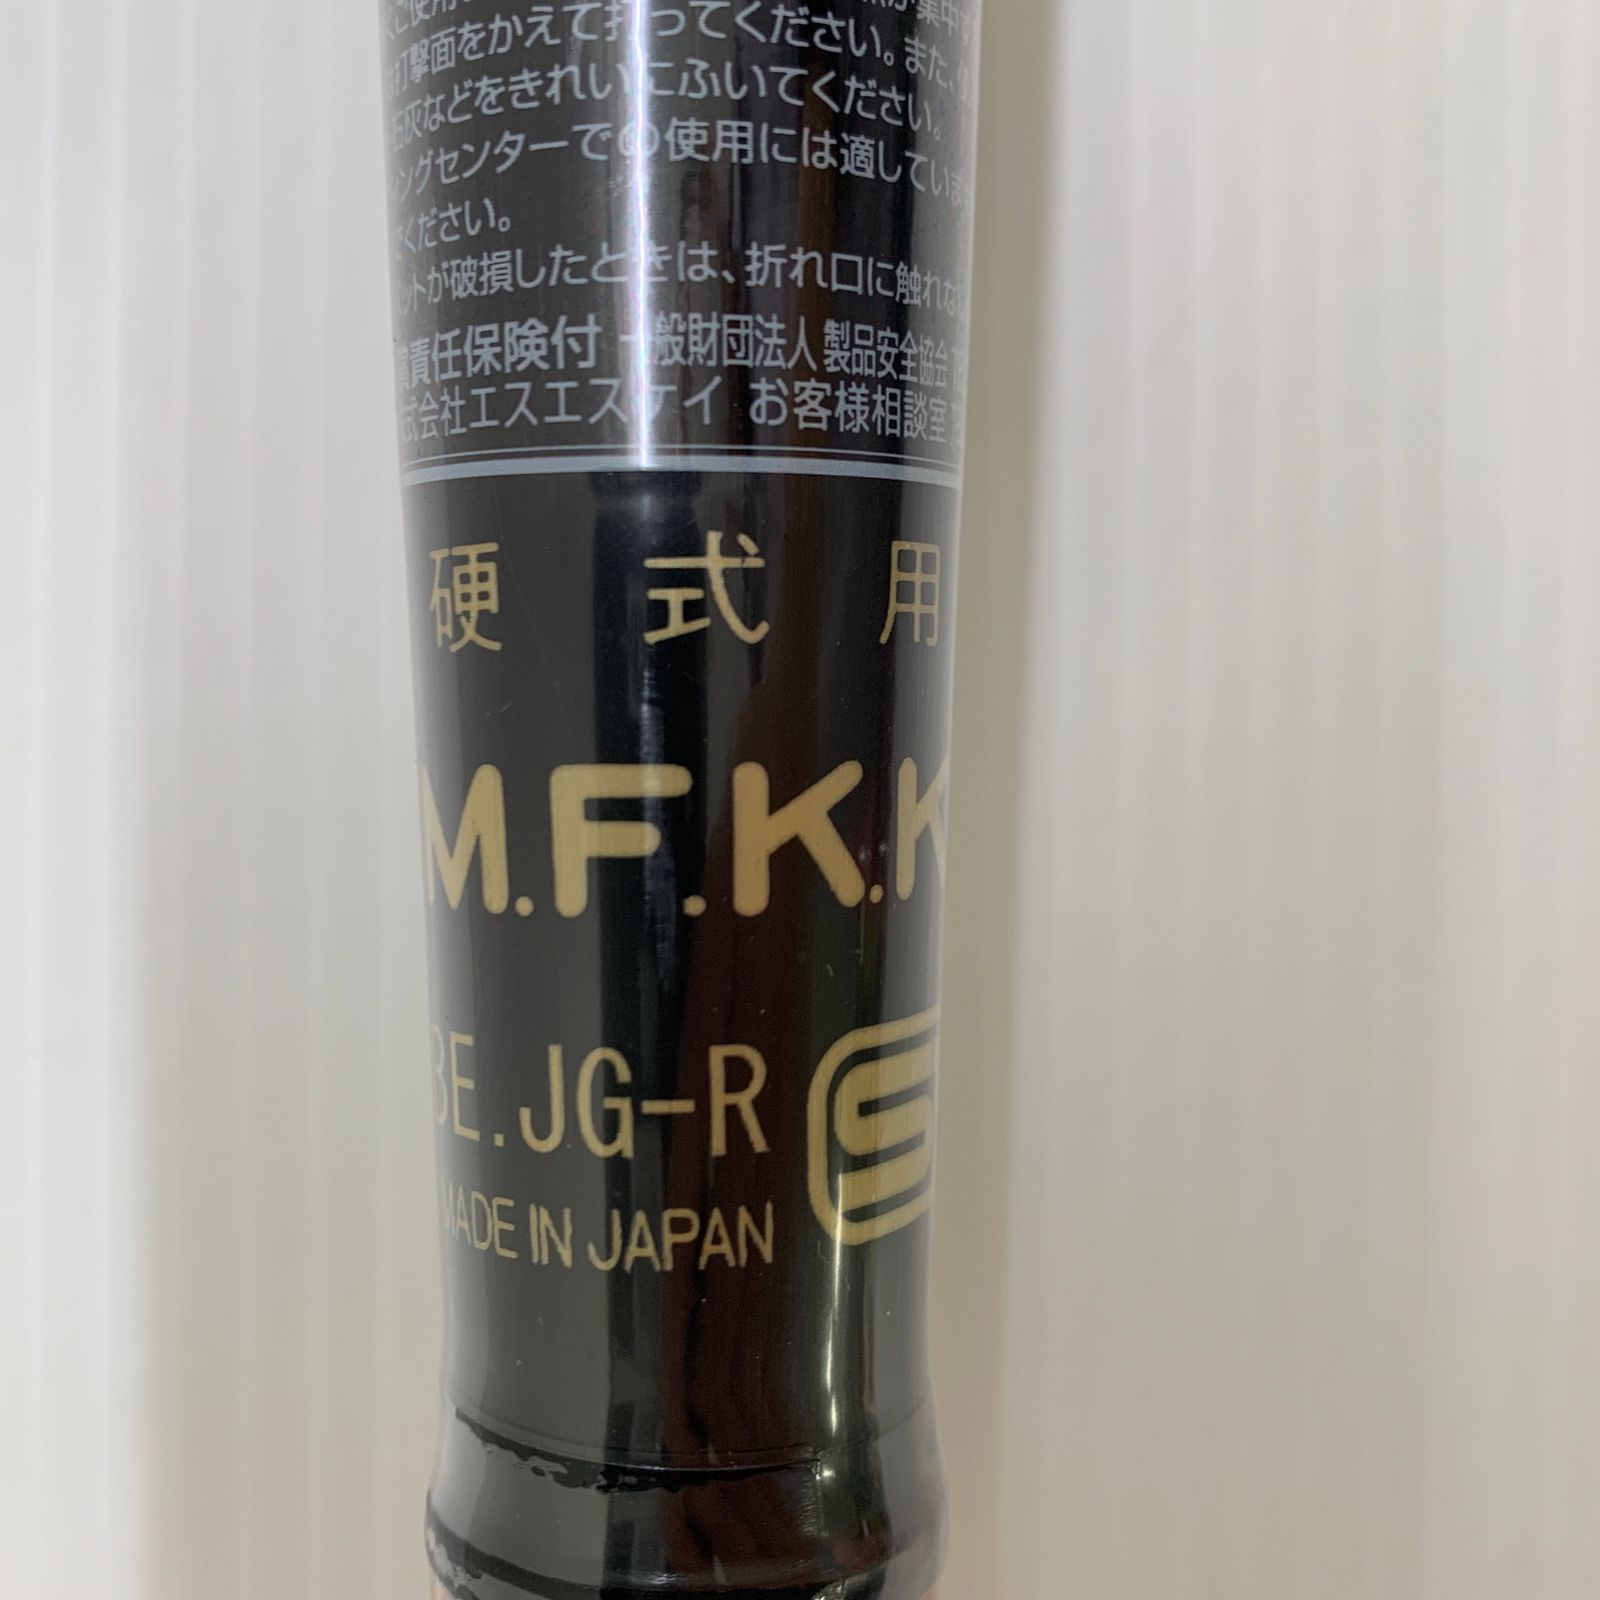 ご使用
打撃面をかえて打ってください。また、
石灰などをきれいにふいてください。
ングセンターでの使用には適していませ
ください。
ットが破損したときは、折れ口に触れな
責任保険付 一般財団法人 製品安全協会
式会社エスエスケイ お客様相談室
硬式用
M.F.K.K
BE.JG-R
S
MADE IN JAPAN